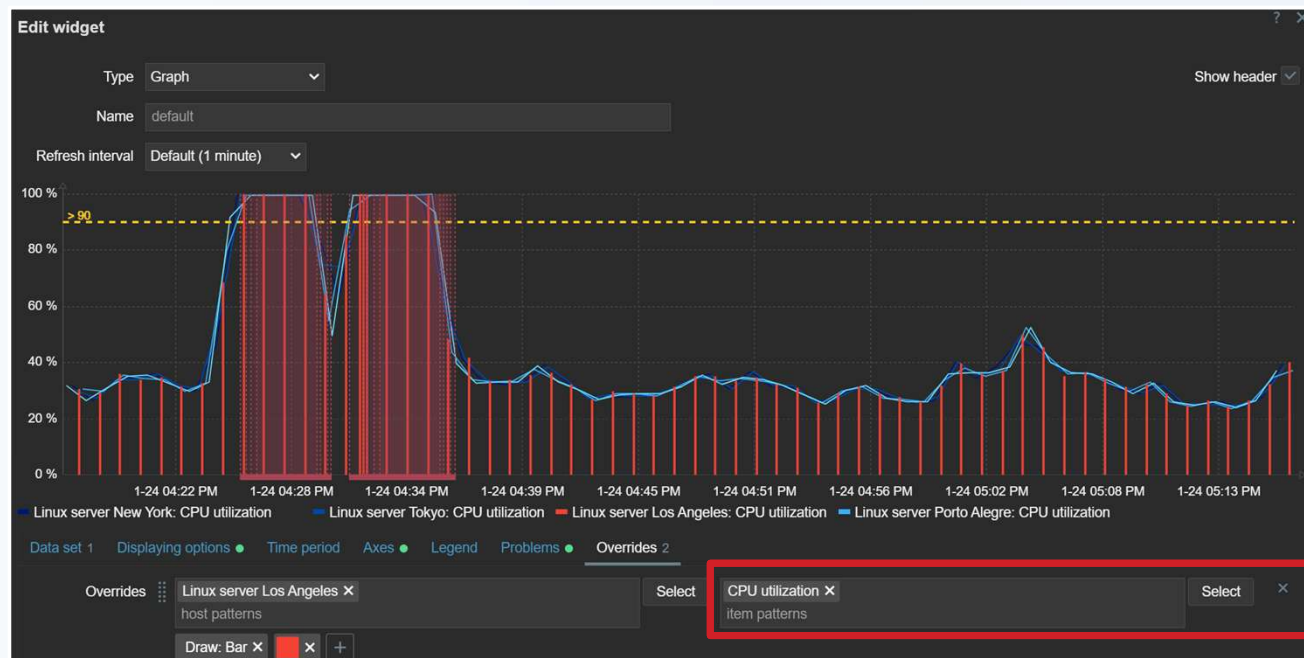 Edit widget
? ×
Type Graph Show header
Name default
Refresh interval Default (1 minute)
100 %
> 90
80 %
60 %
40 %
20 %
0 %
1-24 04:22 PM 1-24 04:28 PM 1-24 04:34 PM 1-24 04:39 PM 1-24 04:45 PM 1-24 04:51 PM 1-24 04:56 PM 1-24 05:02 PM 1-24 05:08 PM 1-24 05:13 PM
Linux server New York: CPU utilization Linux server Tokyo: CPU utilization Linux server Los Angeles: CPU utilization Linux server Porto Alegre: CPU utilization
Data set 1 Displaying options Time period Axes Legend Problems Overrides 2
Overrides Linux server Los Angeles × Select CPU utilization × Select ×
host patterns item patterns
Draw: Bar × × +